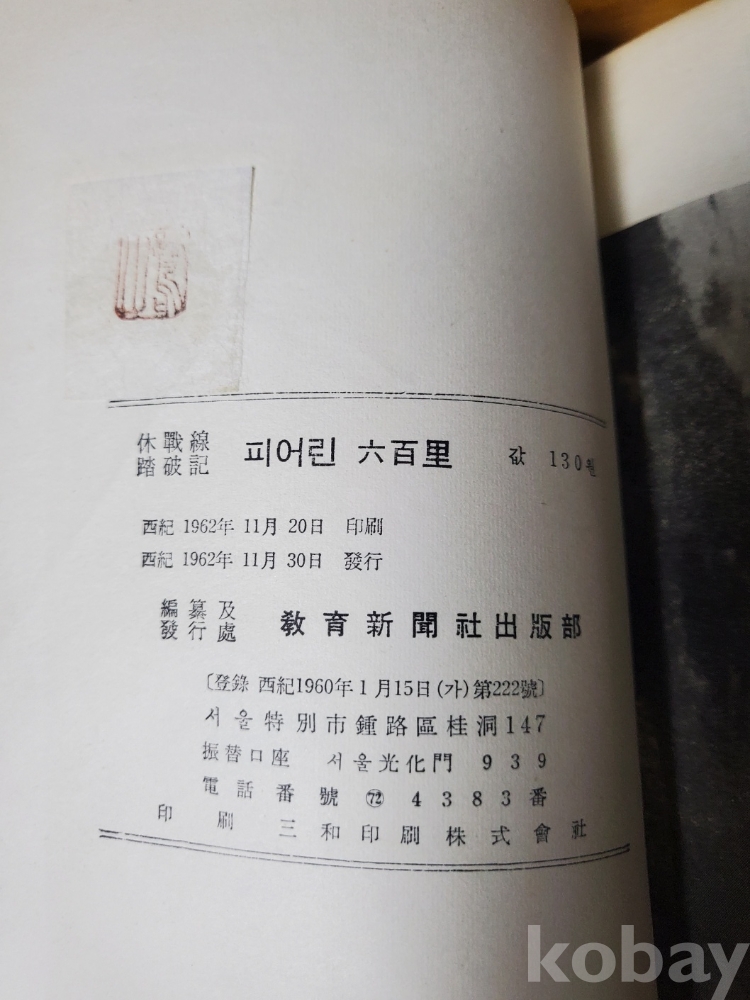 休戰線
踏破記
피어린 六百里 값 130원
西紀 1962年 11月 20日 印刷
西紀 1962年 11月 30日 發行
編纂及
發行處
敎育新聞社出版部
〔登錄 西紀1960年 1月 15日 (가) 第222號〕
서울特別市鍾路區桂洞147
振替口座 서울光化門 939
電話番號 ㊆ 4383番
印刷 三和印刷株式會社
kobay